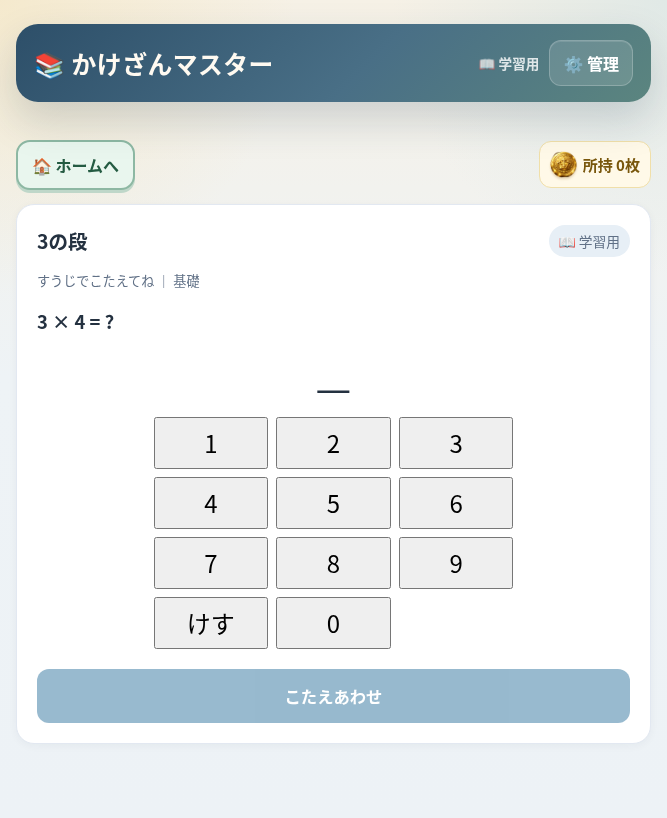 📚 かけざんマスター
📖 学習用
⚙️ 管理
🏠 ホームへ
所持 0枚
3の段
📖 学習用
すうじでこたえてね ｜ 基礎
3 × 4 = ?
—
1 2 3
4 5 6
7 8 9
けす 0
こたえあわせ